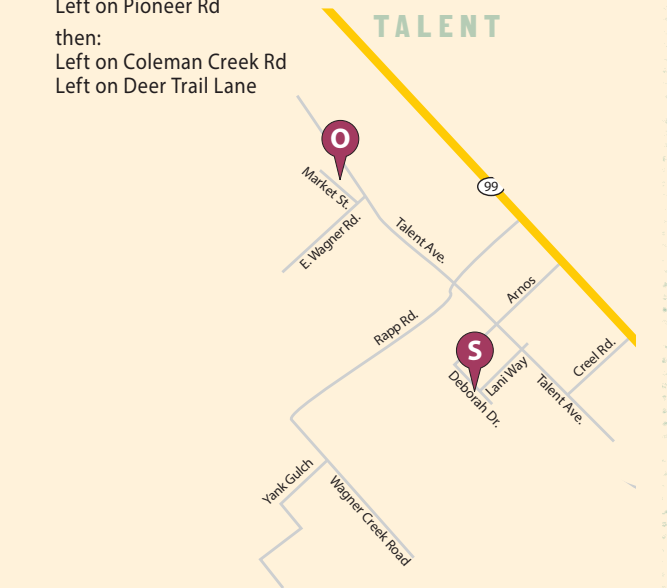 Left on Pioneer Rd
then:
Left on Coleman Creek Rd
Left on Deer Trail Lane
TALENT
O
99
Market St.
E. Wagner Rd.
Talent Ave.
Arnos
Rapp Rd.
S
Creel Rd.
Lani Way
Deborah Dr.
Talent Ave.
Yank Gulch
Wagner Creek Road